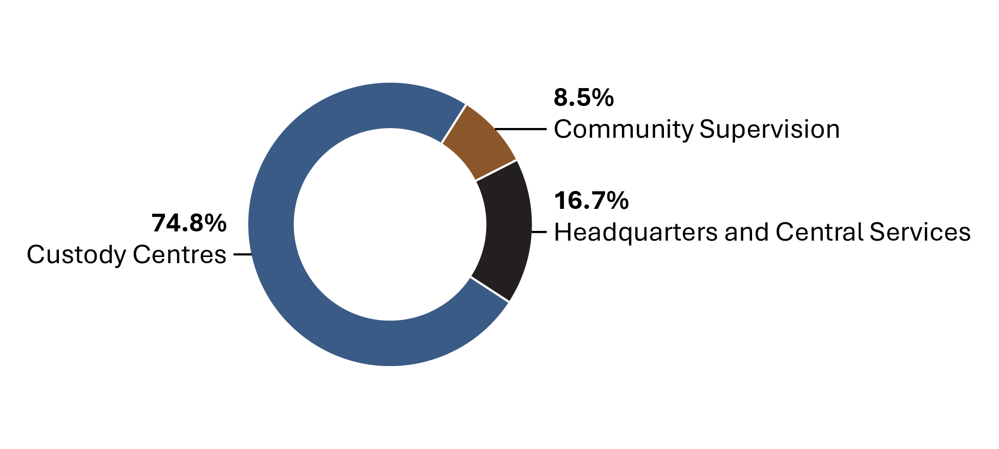 8.5%
Community Supervision
16.7%
Headquarters and Central Services
74.8%
Custody Centres